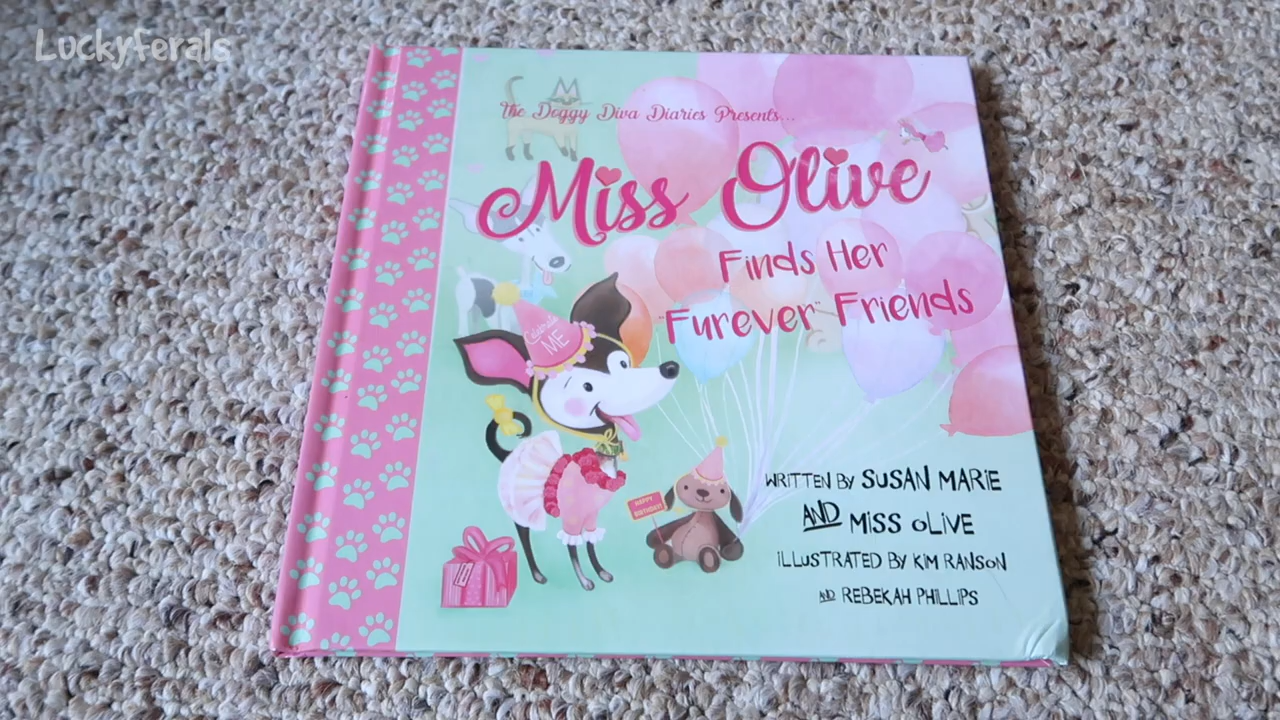 Luckyferals
the Doggy Diva Diaries Presents...
Miss Olive
Finds Her
"Furever" Friends
Celebrate
ME
HAPPY
BIRTHDAY!
WRITTEN BY SUSAN MARIE
AND MISS OLIVE
ILLUSTRATED BY KIM RANSON
AND REBEKAH PHILLIPS